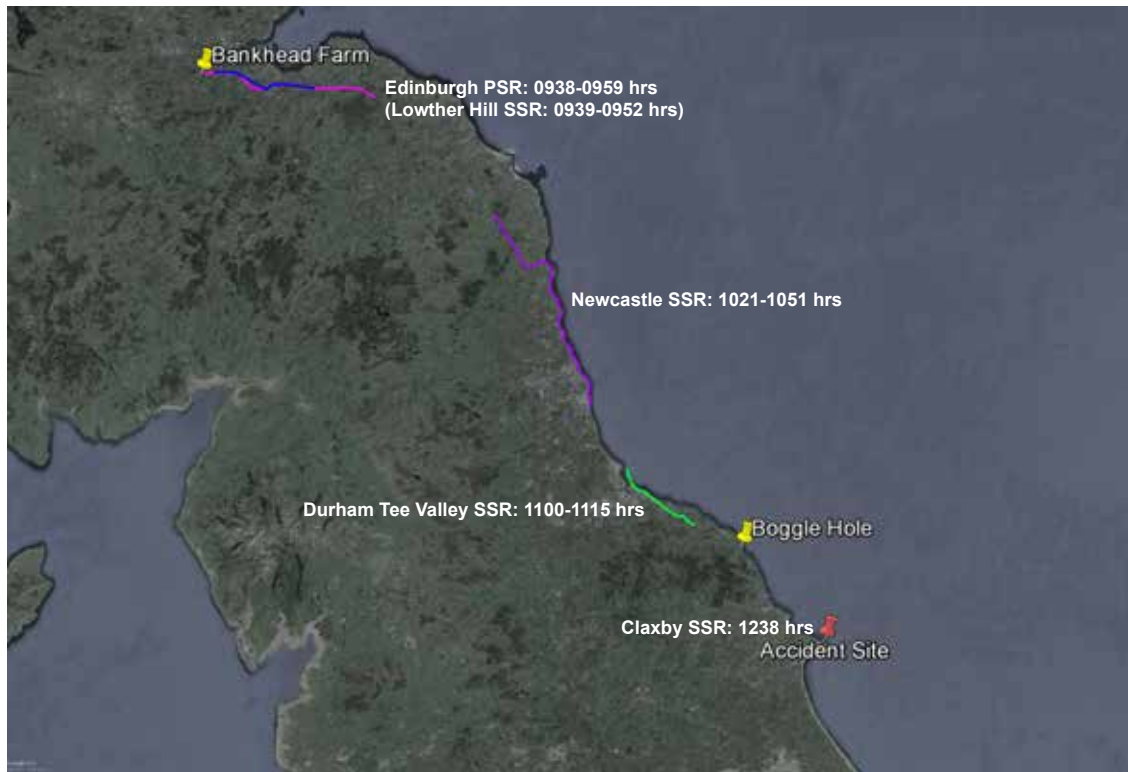 Bankhead Farm
Edinburgh PSR: 0938-0959 hrs
(Lowther Hill SSR: 0939-0952 hrs)
Newcastle SSR: 1021-1051 hrs
Durham Tee Valley SSR: 1100-1115 hrs
Boggle Hole
Claxby SSR: 1238 hrs
Accident Site